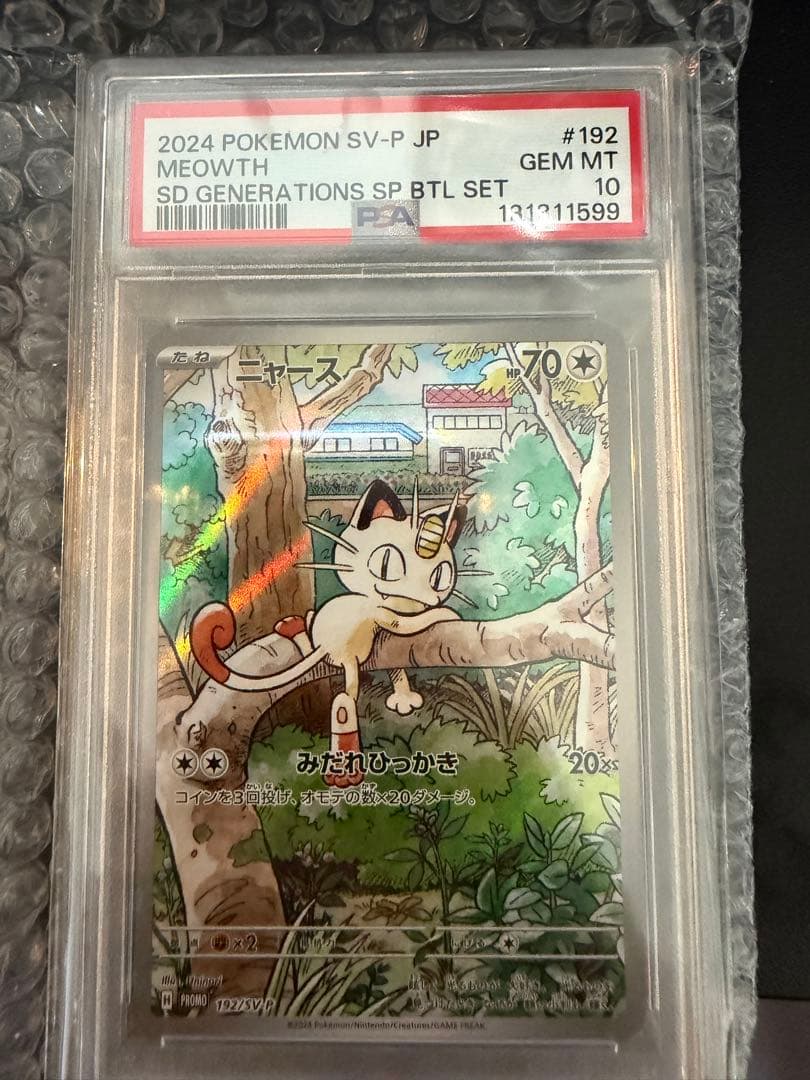 2024 POKEMON SV-P JP #192
MEOWTH GEM MT
SD GENERATIONS SP BTL SET 10
PSA 131311599
たね ニャース HP70
みだれひっかき 20×
コインを3回投げ、オモテの数×20ダメージ。
×2
H PROMO 192/SV-P
©2024 Pokémon/Nintendo/Creatures/GAME FREAK